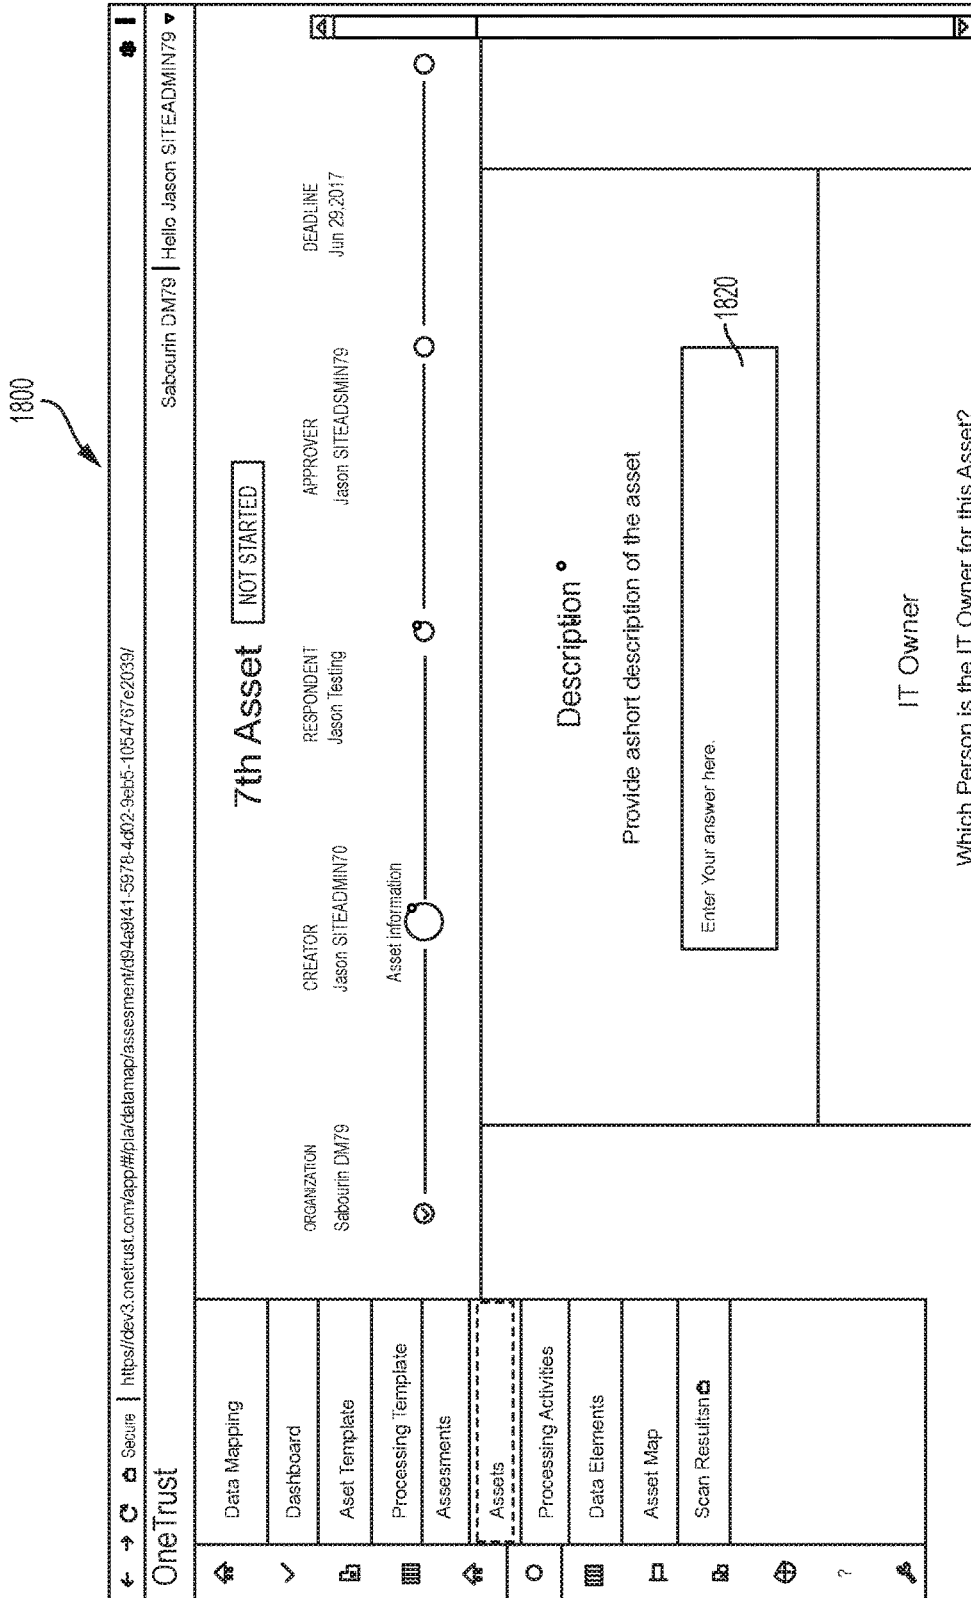 1800
Secure | https//dev3.onetrust.com/app/#/pla/datamap/assesment/d94a9f41-5978-4d02-9eb5-1054767e2039/
OneTrust
Sabourin DM79 | Hello Jason SITEADMIN79
Data Mapping
Dashboard
Aset Template
Processing Template
Assesments
Assets
Processing Activities
Data Elements
Asset Map
Scan Resultsn
?
7th Asset
NOT STARTED
ORGANIZATION
Sabourin DM79
CREATOR
Jason SITEADMIN70
RESPONDENT
Jason Testing
APPROVER
Jason SITEADSMIN79
DEADLINE
Jun 29,2017
Asset Information
Description
Provide ashort description of the asset
Enter Your answer here.
1820
IT Owner
Which Person is the IT Owner for this Asset?